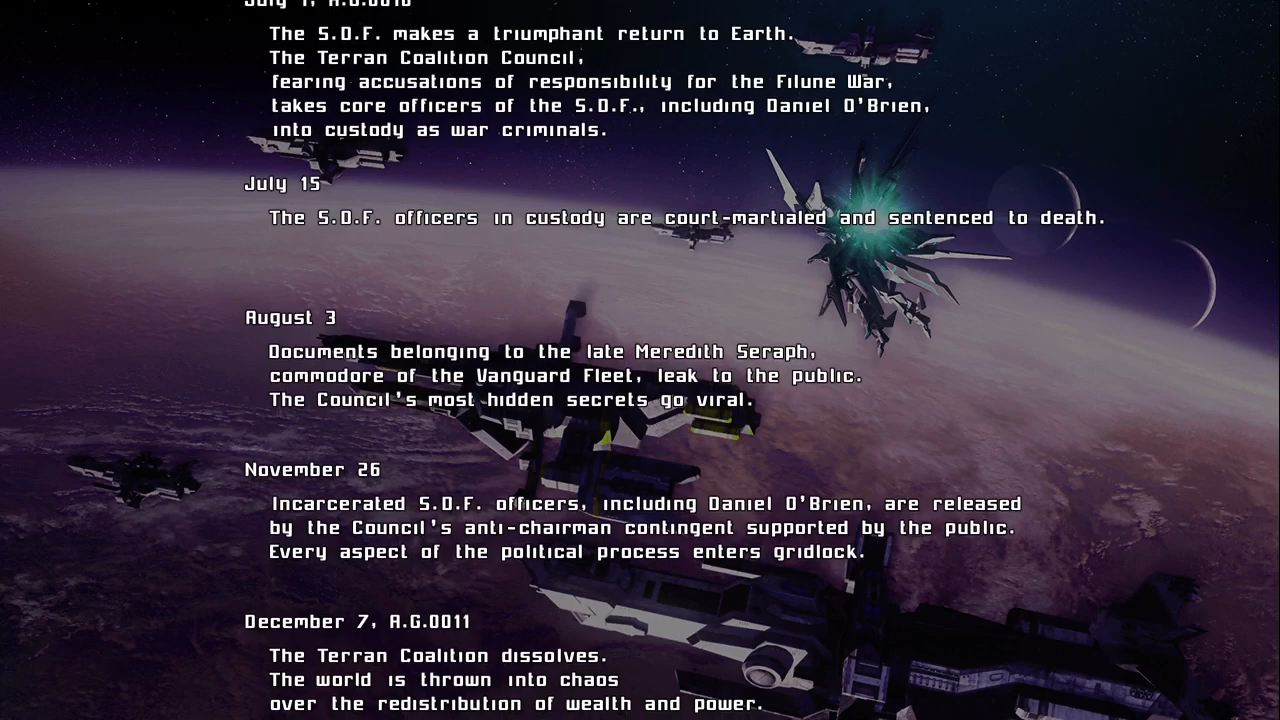 July 1, A.G.0010
The S.D.F. makes a triumphant return to Earth.
The Terran Coalition Council,
fearing accusations of responsibility for the Filune War,
takes core officers of the S.D.F., including Daniel O'Brien,
into custody as war criminals.
July 15
The S.D.F. officers in custody are court-martialed and sentenced to death.
August 3
Documents belonging to the late Meredith Seraph,
commodore of the Vanguard Fleet, leak to the public.
The Council's most hidden secrets go viral.
November 26
Incarcerated S.D.F. officers, including Daniel O'Brien, are released
by the Council's anti-chairman contingent supported by the public.
Every aspect of the political process enters gridlock.
December 7, A.G.0011
The Terran Coalition dissolves.
The world is thrown into chaos
over the redistribution of wealth and power.